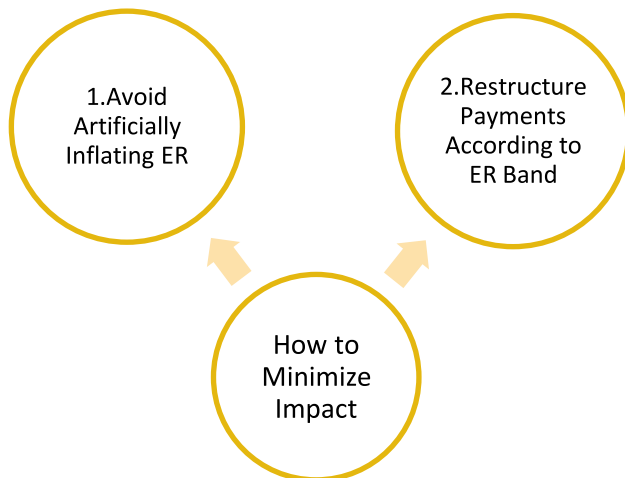 1.Avoid
Artificially
Inflating ER
2.Restructure
Payments
According to
ER Band
How to
Minimize
Impact